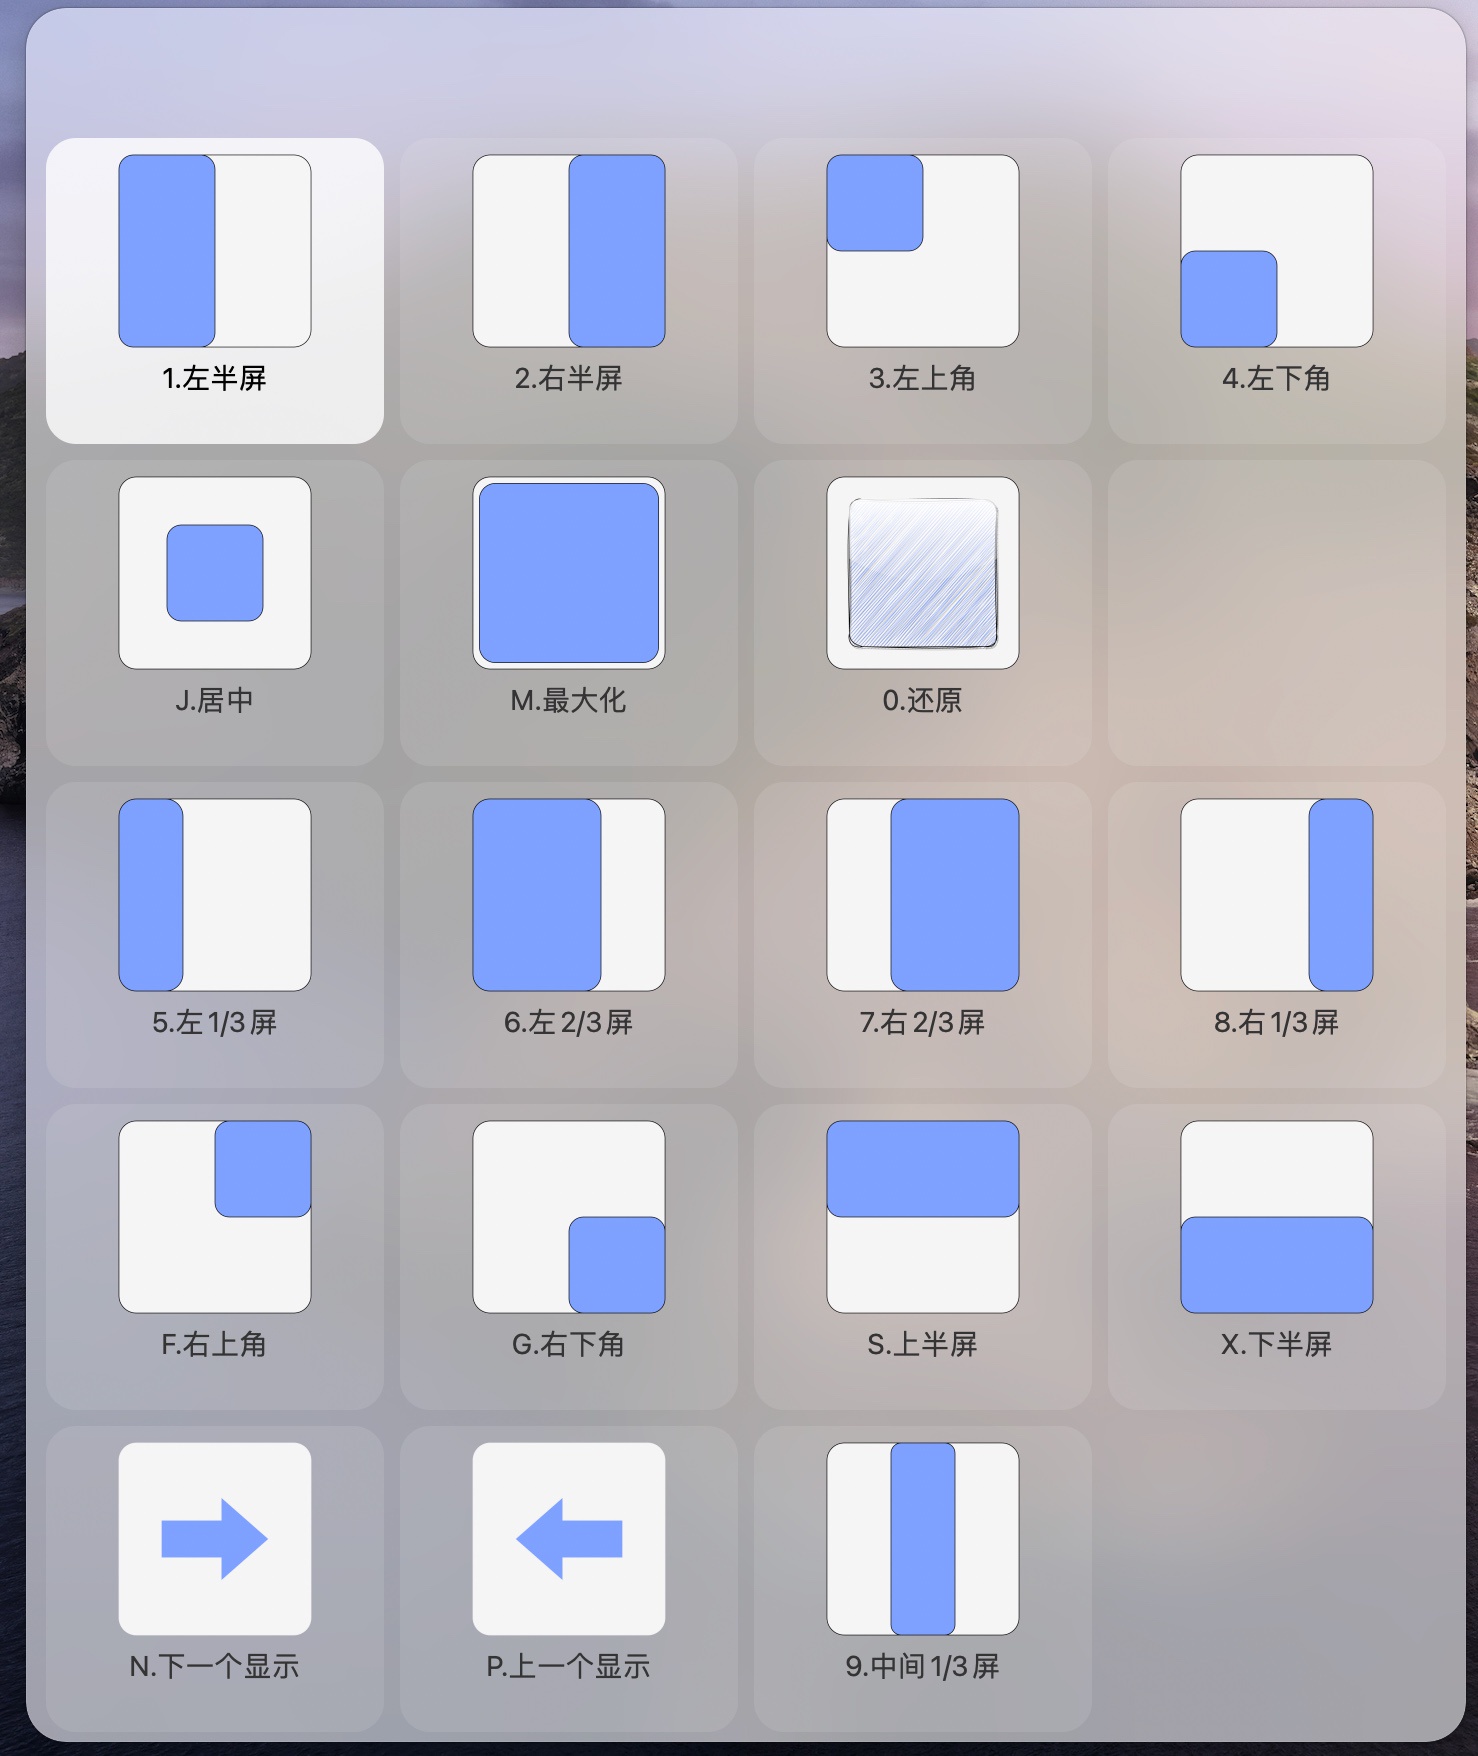 1.左半屏
2.右半屏
3.左上角
4.左下角
J.居中
M.最大化
0.还原
5.左1/3屏
6.左2/3屏
7.右2/3屏
8.右1/3屏
F.右上角
G.右下角
S.上半屏
X.下半屏
N.下一个显示
P.上一个显示
9.中间1/3屏